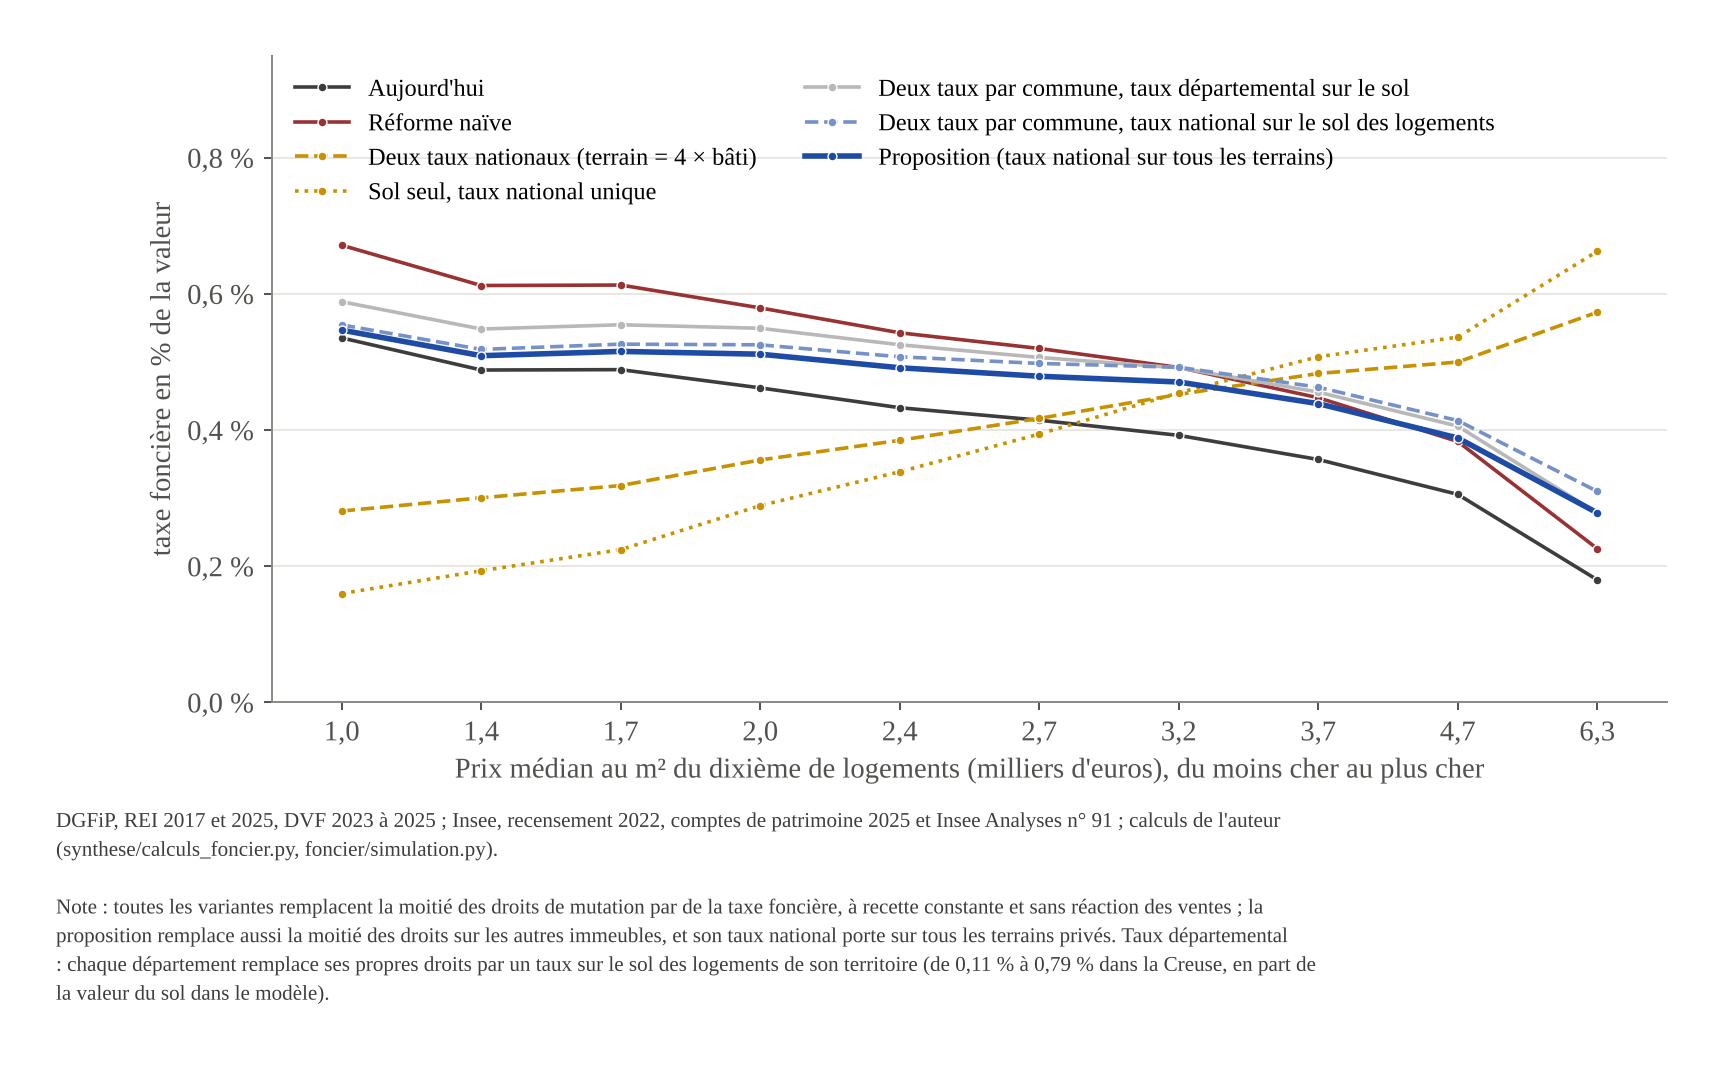 Aujourd'hui
Réforme naïve
Deux taux nationaux (terrain = 4 × bâti)
Sol seul, taux national unique
Deux taux par commune, taux départemental sur le sol
Deux taux par commune, taux national sur le sol des logements
Proposition (taux national sur tous les terrains)
taxe foncière en % de la valeur
0,8 %
0,6 %
0,4 %
0,2 %
0,0 %
1,0 1,4 1,7 2,0 2,4 2,7 3,2 3,7 4,7 6,3
Prix médian au m² du dixième de logements (milliers d'euros), du moins cher au plus cher
DGFiP, REI 2017 et 2025, DVF 2023 à 2025 ; Insee, recensement 2022, comptes de patrimoine 2025 et Insee Analyses n° 91 ; calculs de l'auteur
(synthese/calculs_foncier.py, foncier/simulation.py).
Note : toutes les variantes remplacent la moitié des droits de mutation par de la taxe foncière, à recette constante et sans réaction des ventes ; la
proposition remplace aussi la moitié des droits sur les autres immeubles, et son taux national porte sur tous les terrains privés. Taux départemental
: chaque département remplace ses propres droits par un taux sur le sol des logements de son territoire (de 0,11 % à 0,79 % dans la Creuse, en part de
la valeur du sol dans le modèle).